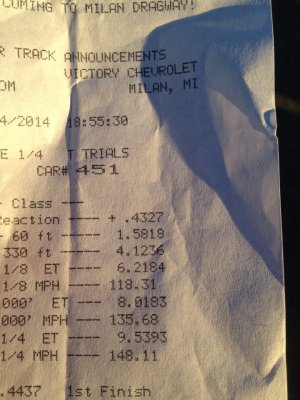 COMING TO MILAN DRAGWAY!
R TRACK ANNOUNCEMENTS
VICTORY CHEVROLET
OM MILAN, MI
4/2014 18:55:30
E 1/4 T TRIALS
CAR# 451
- Class ---
Reaction ---- + .4327
- 60 ft ----- 1.5818
330 ft ----- 4.1236
1/8 ET ---- 6.2184
1/8 MPH ---- 118.31
000' ET ---- 8.0183
000' MPH ---- 135.68
1/4 ET ---- 9.5393
1/4 MPH ---- 148.11
.4437 1st Finish